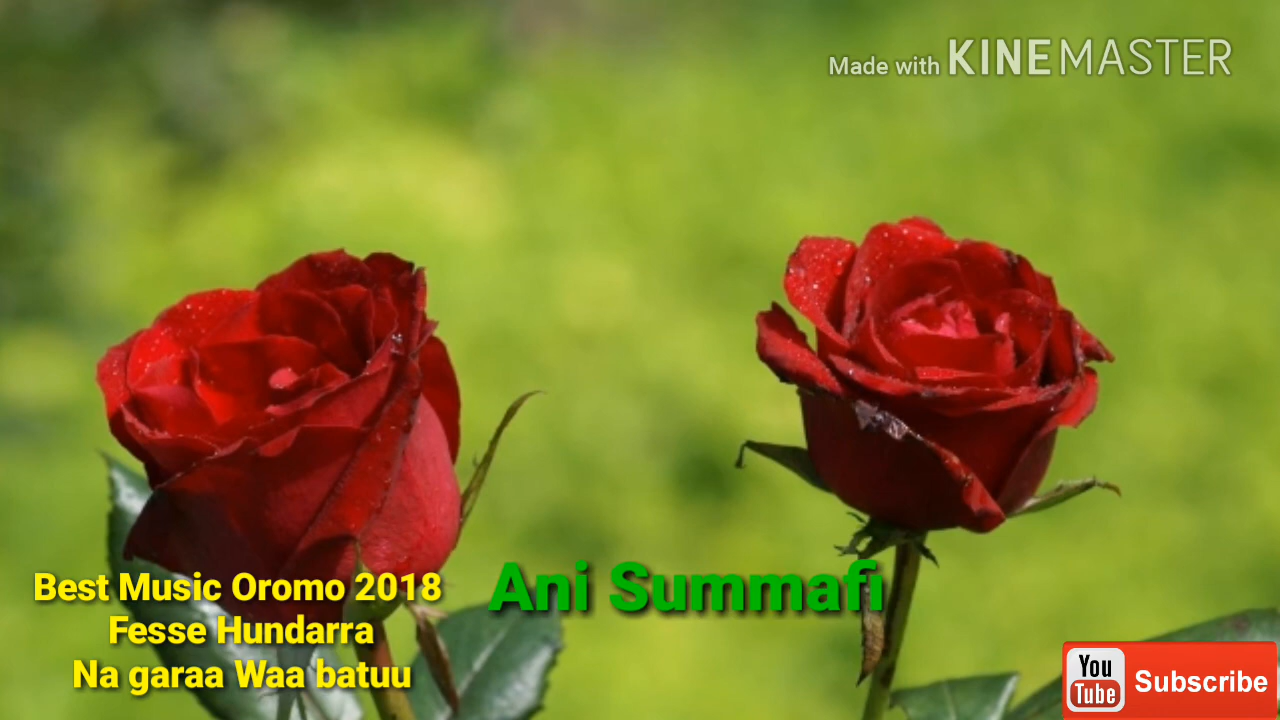 Made with KINEMASTER
Best Music Oromo 2018
Fesse Hundarra
Na garaa Waa batuu
Ani Summafi
You
Tube
Subscribe